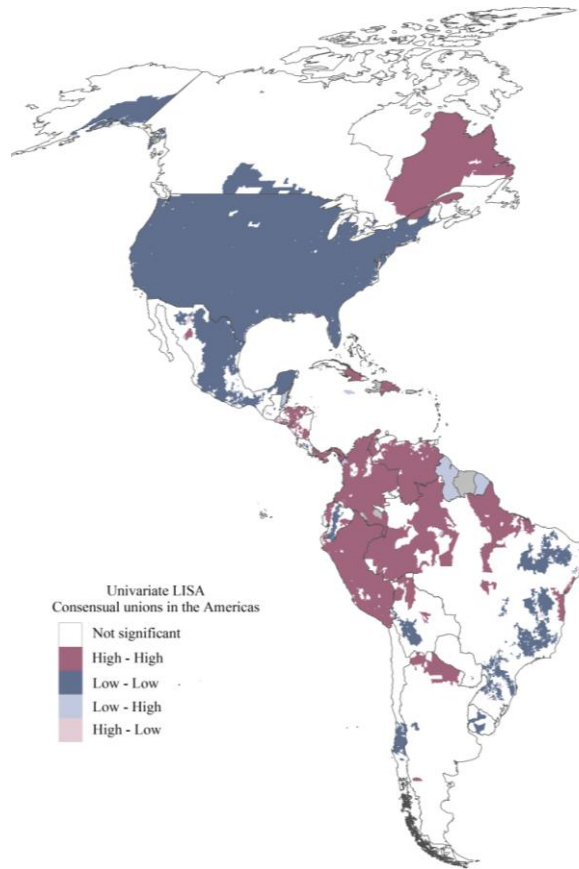 Univariate LISA
Consensual unions in the Americas
Not significant
High - High
Low - Low
Low - High
High - Low